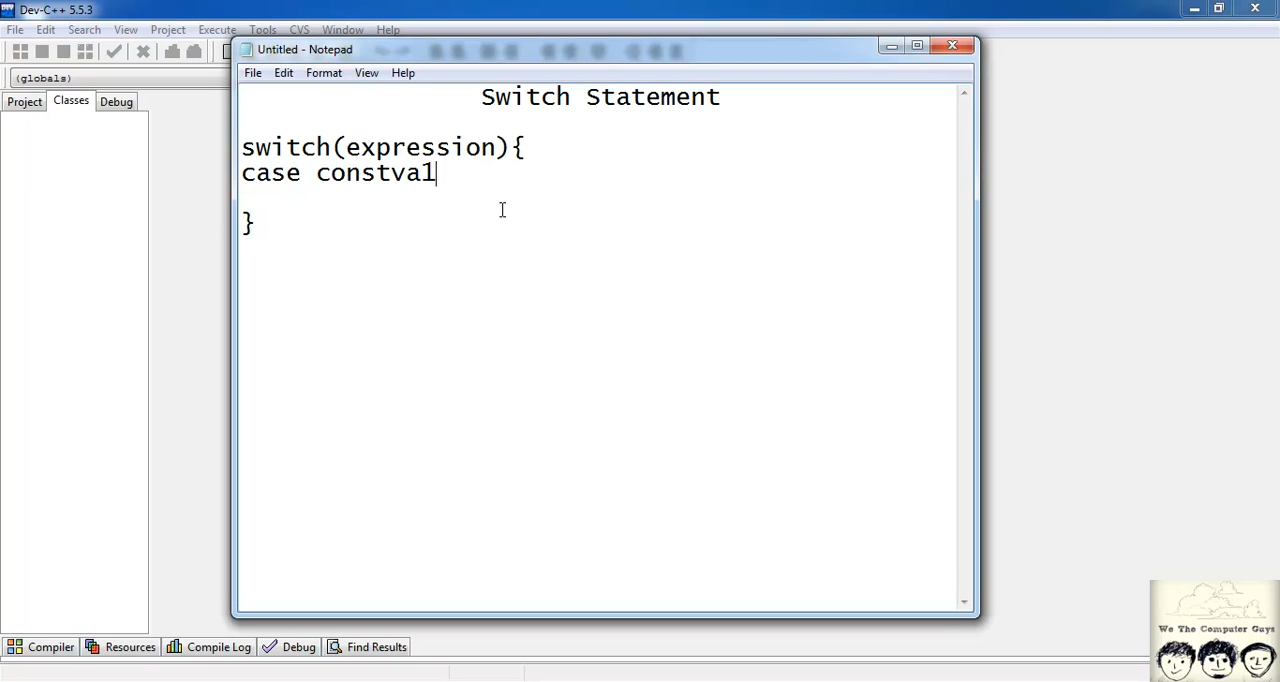 Dev-C++ 5.5.3
File Edit Search View Project Execute Tools CVS Window Help
Untitled - Notepad
(globals)
File Edit Format View Help
Project Classes Debug
Switch Statement
switch(expression){
case constval
}
Compiler Resources Compile Log Debug Find Results
We The Computer Guys